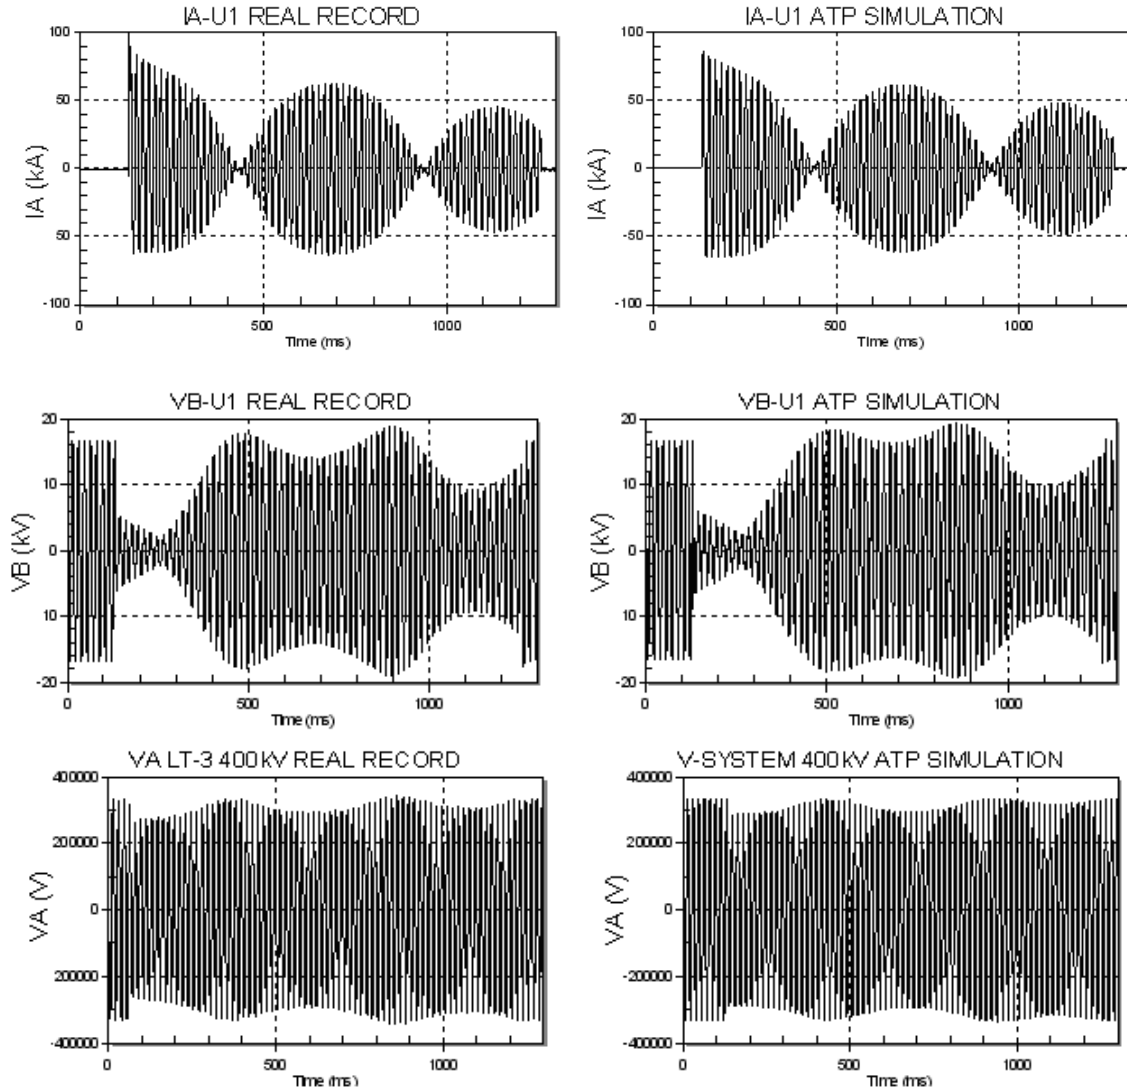 IA-U1 REAL RECORD
100
50
0
-50
-100
IA (kA)
0 500 1000
Time (ms)
IA-U1 ATP SIMULATION
100
50
0
-50
-100
IA (kA)
0 500 1000
Time (ms)
VB-U1 REAL RECORD
20
10
0
10
-20
VB (kV)
0 500 1000
Time (ms)
VB-U1 ATP SIMULATION
20
10
0
10
-20
VB (kV)
0 500 1000
Time (ms)
VA LT-3 400kV REAL RECORD
400000
200000
0
200000
-400000
VA (V)
0 500 1000
Time (ms)
V-SYSTEM 400kV ATP SIMULATION
400000
200000
0
200000
-400000
VA (V)
0 500 1000
Time (ms)